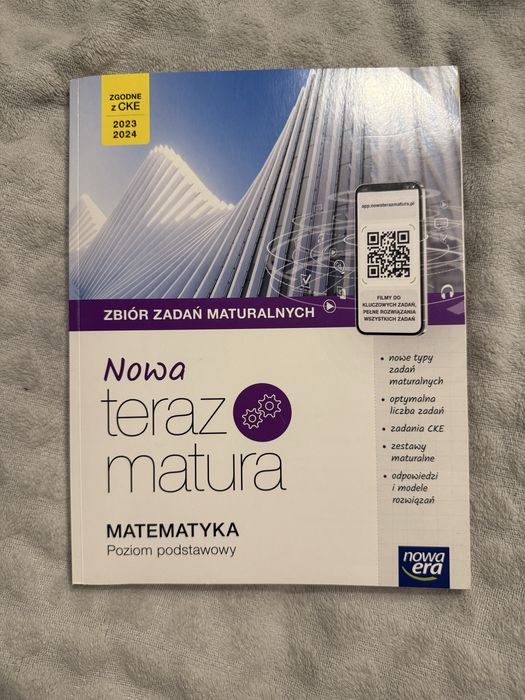 ZGODNE
z CKE
2023
2024
app.nowaterazmatura.pl
FILMY DO
KLUCZOWYCH ZADAŃ,
PEŁNE ROZWIĄZANIA
WSZYSTKICH ZADAŃ
ZBIÓR ZADAŃ MATURALNYCH
Nowa
teraz
matura
MATEMATYKA
Poziom podstawowy
• nowe typy
zadań
maturalnych
• optymalna
liczba zadań
• zadania CKE
• zestawy
maturalne
• odpowiedzi
i modele
rozwiązań
nowa
era